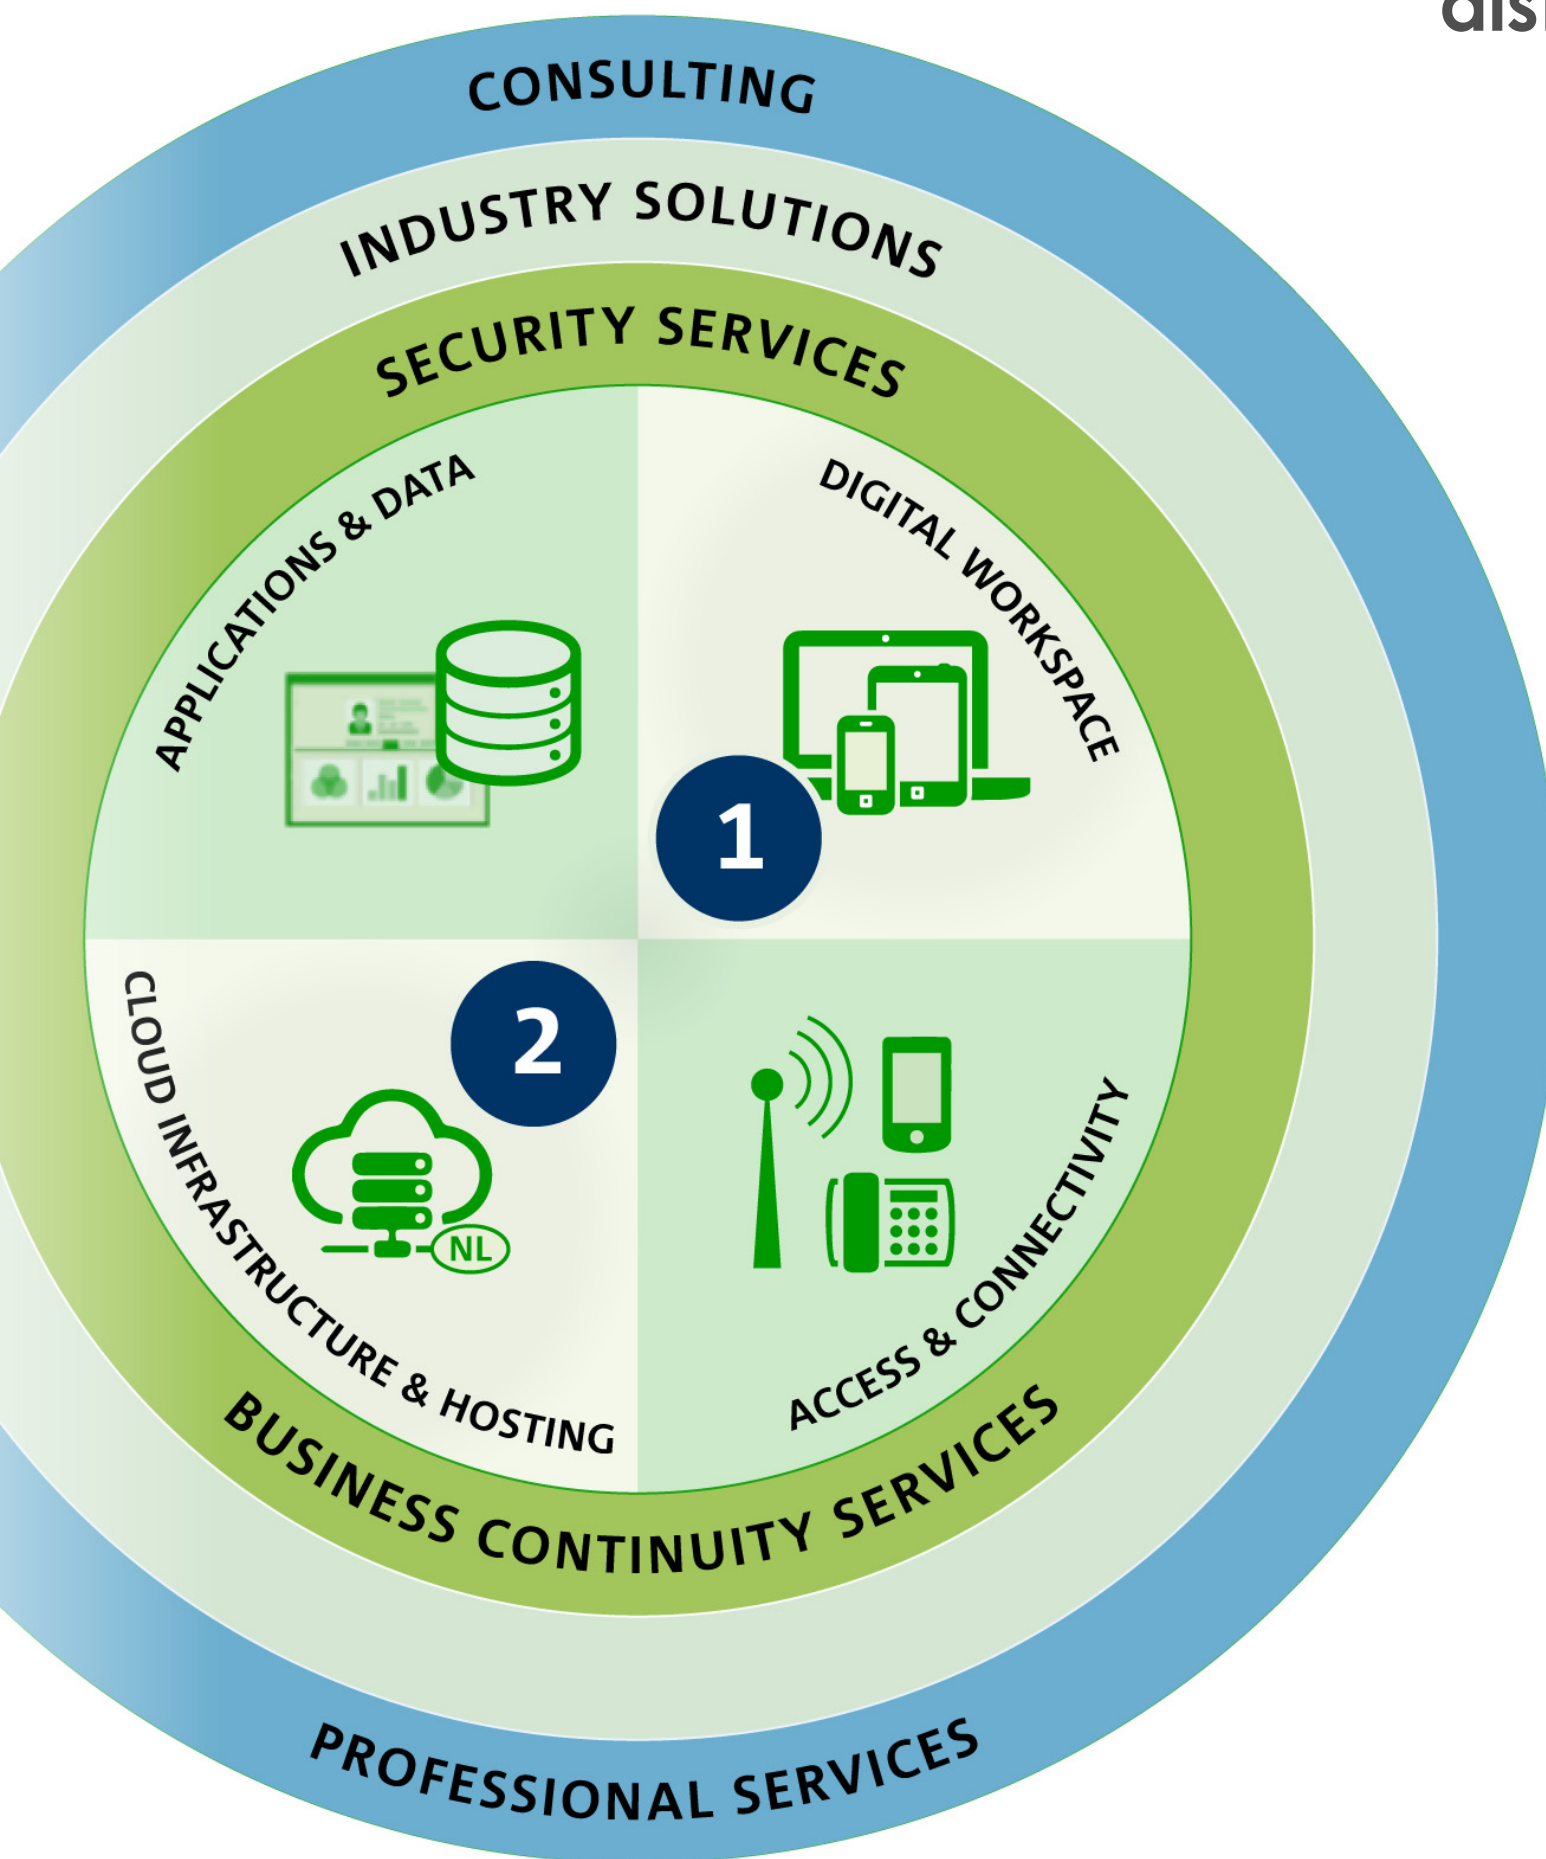 CONSULTING
INDUSTRY SOLUTIONS
SECURITY SERVICES
APPLICATIONS & DATA
DIGITAL WORKSPACE
1
2
CLOUD INFRASTRUCTURE & HOSTING
NL
ACCESS & CONNECTIVITY
BUSINESS CONTINUITY SERVICES
PROFESSIONAL SERVICES